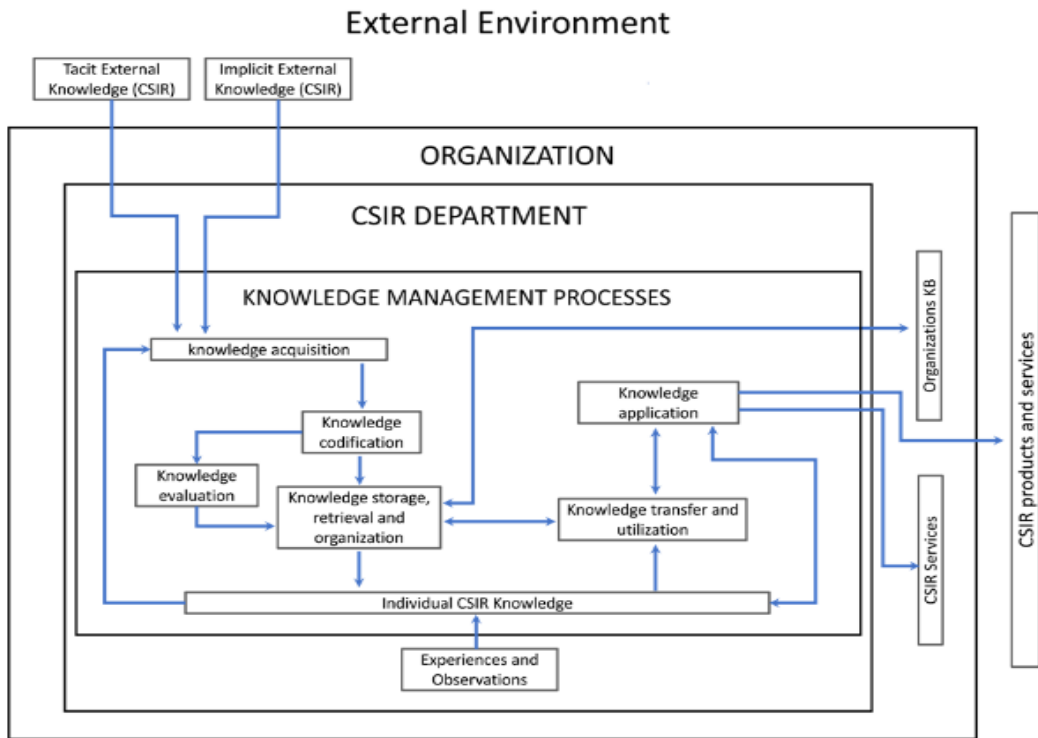 External Environment
Tacit External
Knowledge (CSIR)
Implicit External
Knowledge (CSIR)
ORGANIZATION
CSIR DEPARTMENT
KNOWLEDGE MANAGEMENT PROCESSES
knowledge acquisition
Knowledge
codification
Knowledge
evaluation
Knowledge storage,
retrieval and
organization
Knowledge
application
Knowledge transfer and
utilization
Individual CSIR Knowledge
Experiences and
Observations
Organizations KB
CSIR Services
CSIR products and services